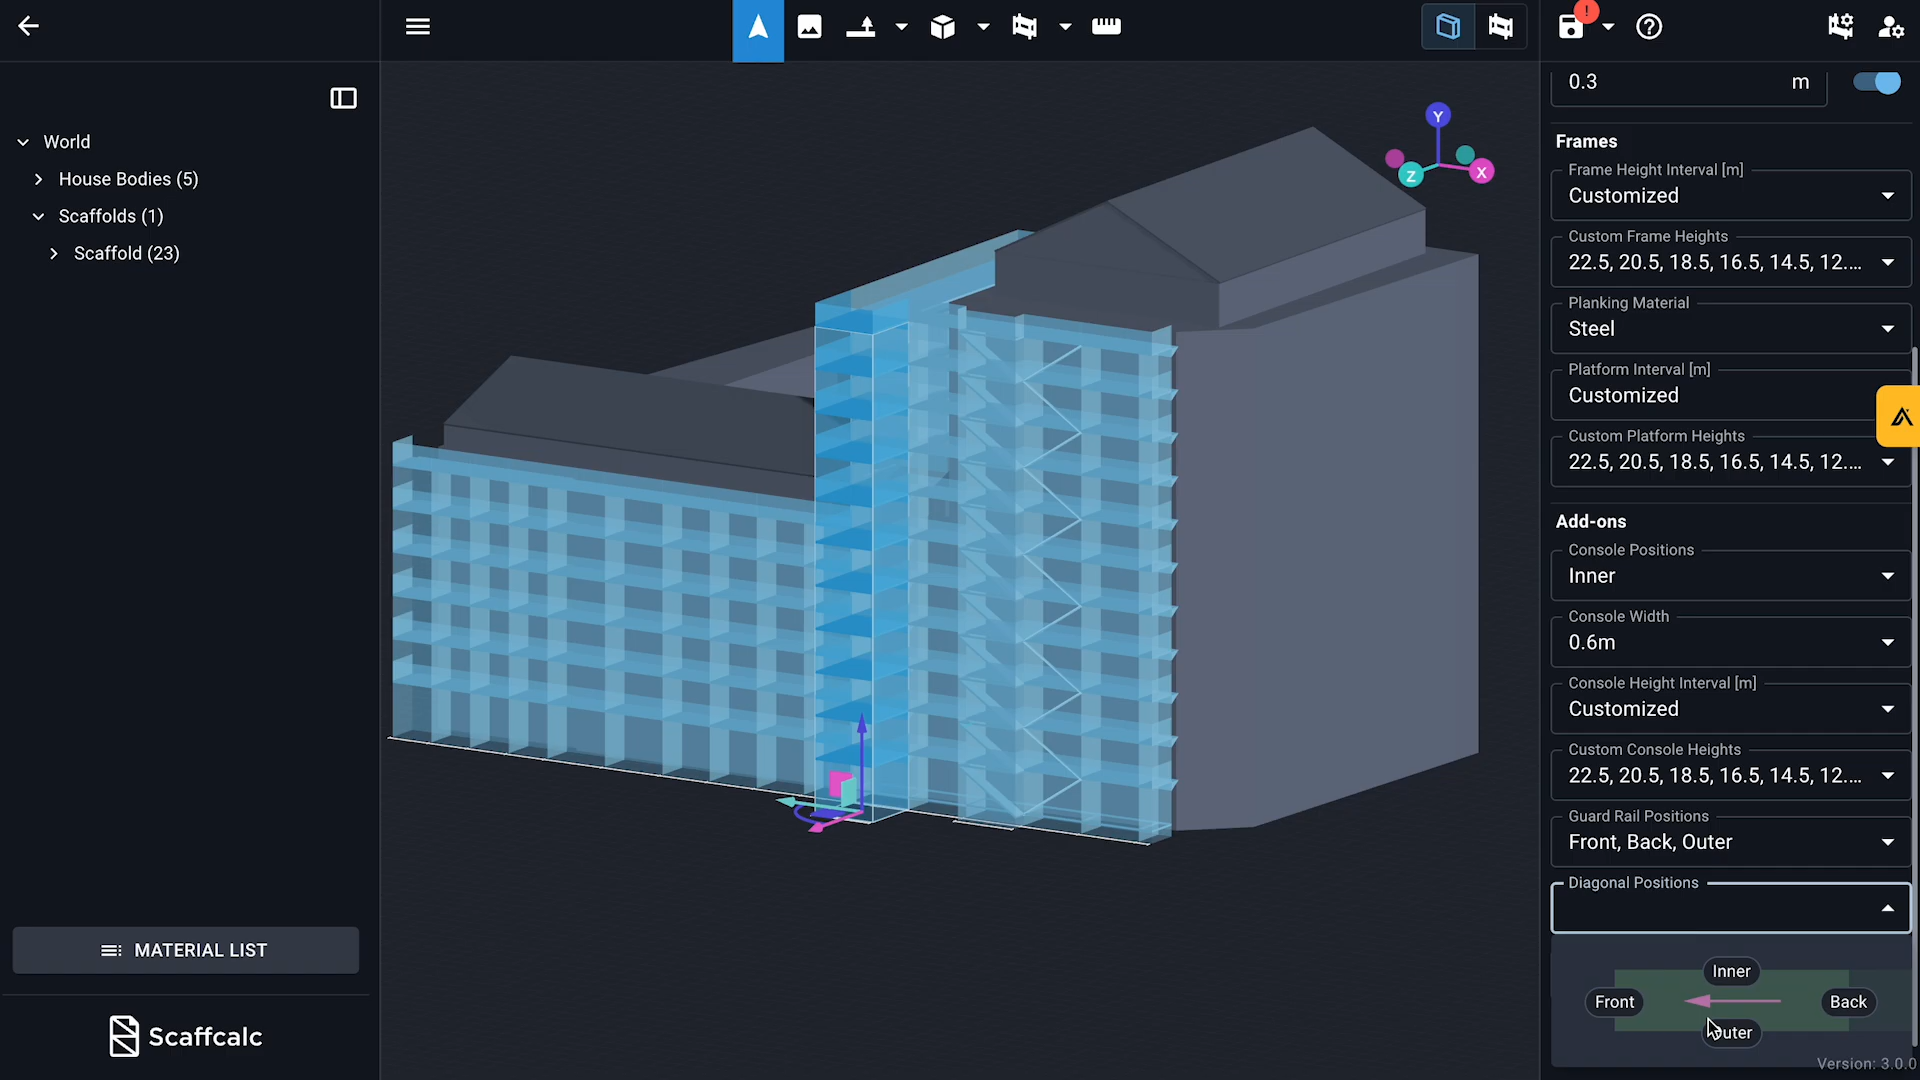 World
House Bodies (5)
Scaffolds (1)
Scaffold (23)
MATERIAL LIST
Scaffcalc
Y
Z
X
!
0.3 m
Frames
Frame Height Interval [m]
Customized
Custom Frame Heights
22.5, 20.5, 18.5, 16.5, 14.5, 12....
Planking Material
Steel
Platform Interval [m]
Customized
Custom Platform Heights
22.5, 20.5, 18.5, 16.5, 14.5, 12....
Add-ons
Console Positions
Inner
Console Width
0.6m
Console Height Interval [m]
Customized
Custom Console Heights
22.5, 20.5, 18.5, 16.5, 14.5, 12....
Guard Rail Positions
Front, Back, Outer
Diagonal Positions
Inner
Front Back
Outer
Version: 3.0.0